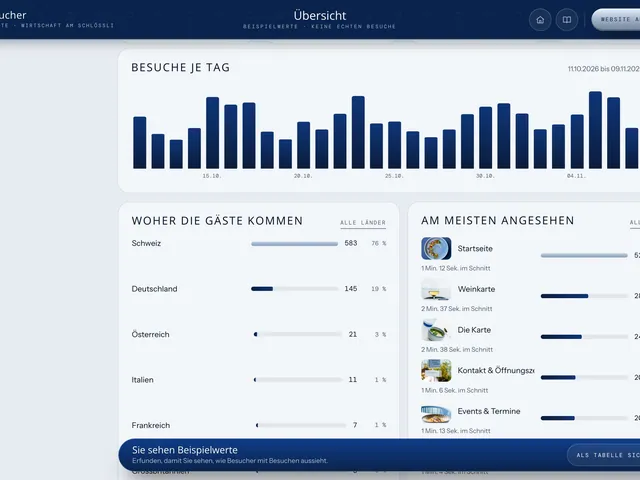 ucher
TE · WIRTSCHAFT AM SCHLÖSSLI
Übersicht
BEISPIELWERTE · KEINE ECHTEN BESUCHE
WEBSITE A
BESUCHE JE TAG
11.10.2026 bis 09.11.202
15.10.
20.10.
25.10.
30.10.
04.11.
WOHER DIE GÄSTE KOMMEN
ALLE LÄNDER
Schweiz 583 76 %
Deutschland 145 19 %
Österreich 21 3 %
Italien 11 1 %
Frankreich 7 1 %
AM MEISTEN ANGESEHEN
AL
Startseite
1 Min. 12 Sek. im Schnitt
Weinkarte
2 Min. 37 Sek. im Schnitt
Die Karte
2 Min. 38 Sek. im Schnitt
Kontakt & Öffnungsze
1 Min. 6 Sek. im Schnitt
Events & Termine
1 Min. 13 Sek. im Schnitt
Sie sehen Beispielwerte
Erfunden, damit Sie sehen, wie Besucher mit Besuchen aussieht.
ALS TABELLE SIC